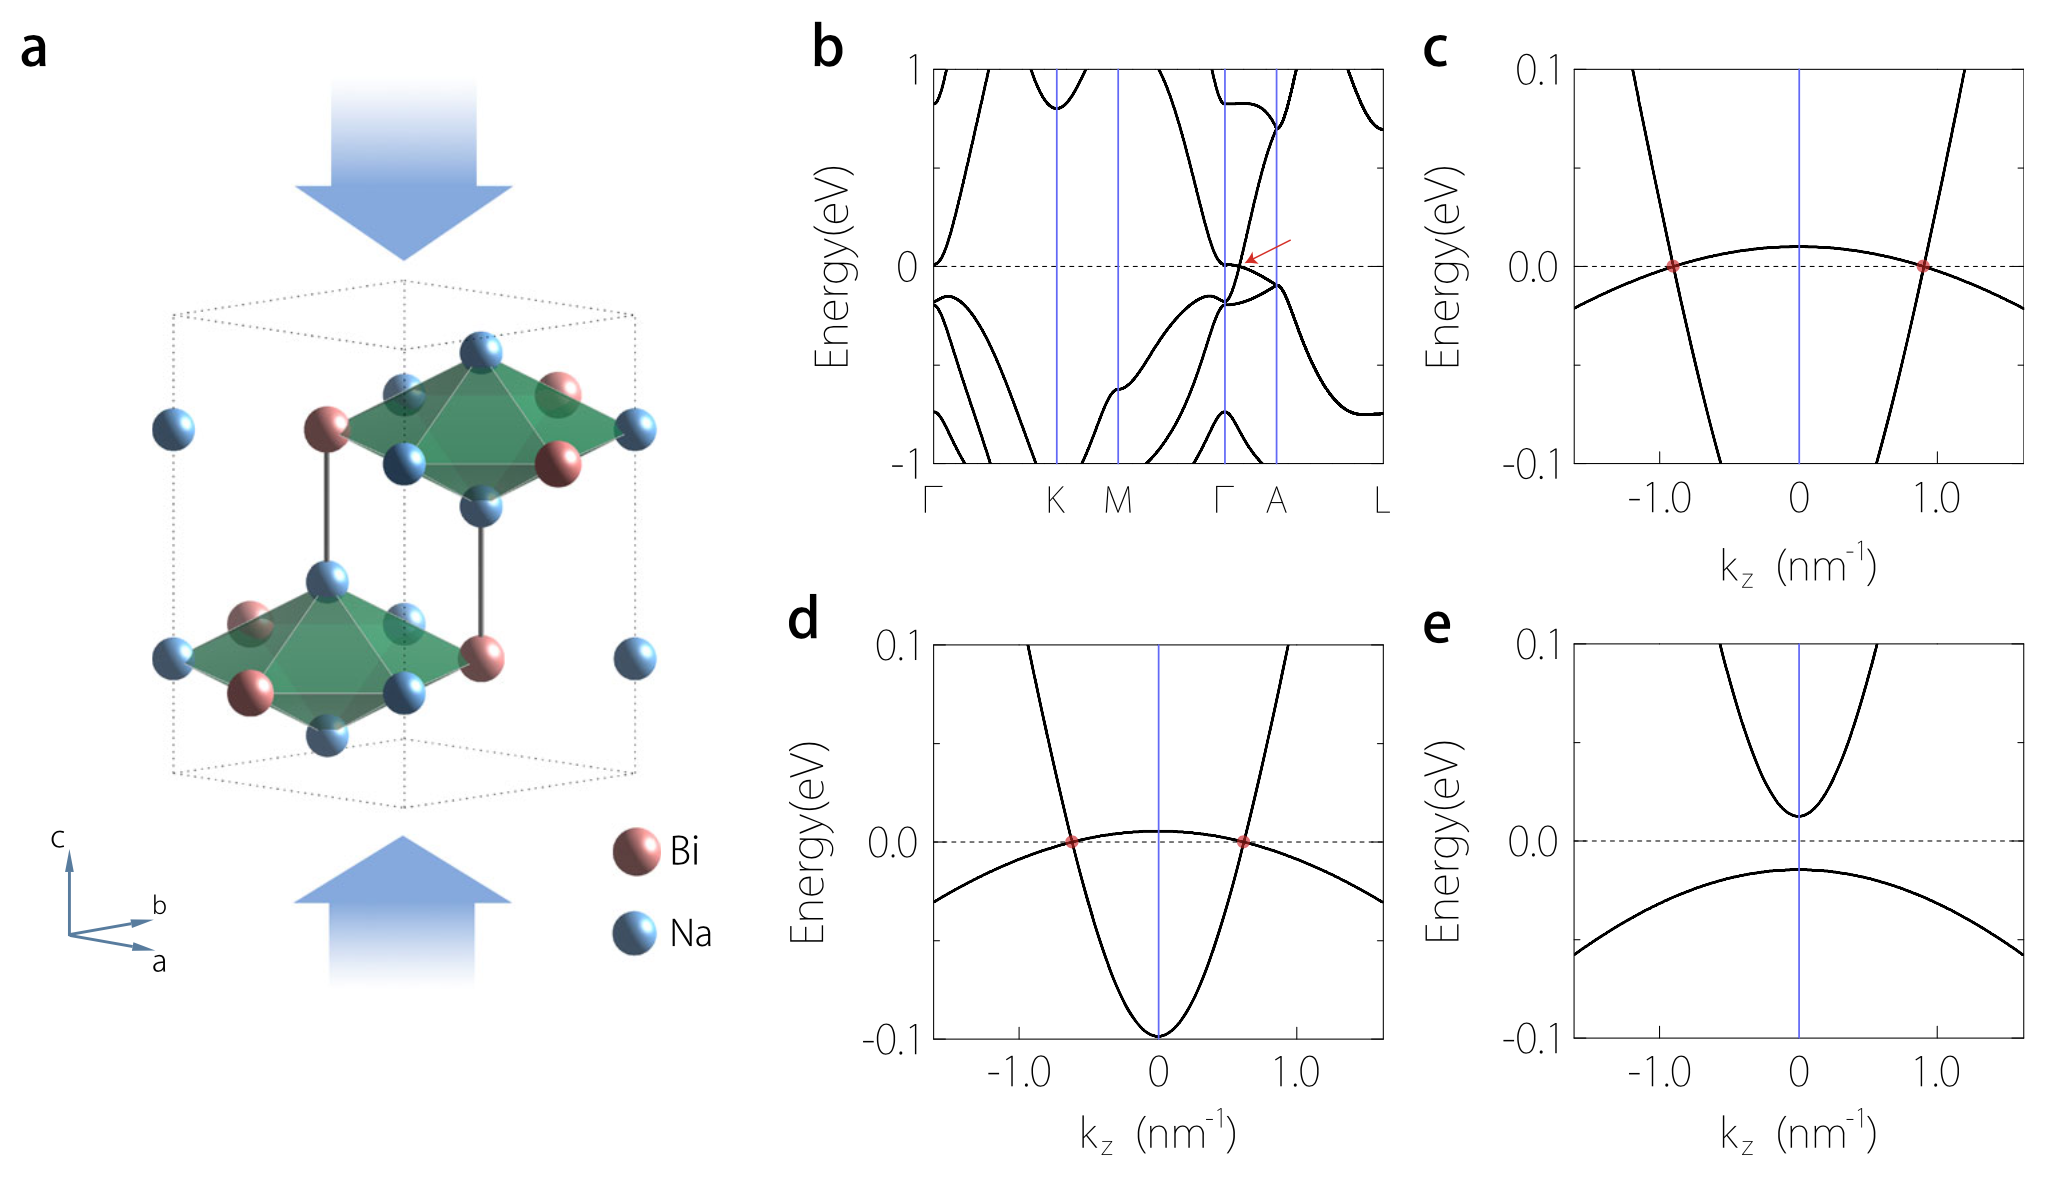 a
c
b
a
Bi
Na
b
Energy(eV)
1
0
-1
Γ K M Γ A L
c
Energy(eV)
0.1
0.0
-0.1
-1.0 0 1.0
k_z (nm⁻¹)
d
Energy(eV)
0.1
0.0
-0.1
-1.0 0 1.0
k_z (nm⁻¹)
e
Energy(eV)
0.1
0.0
-0.1
-1.0 0 1.0
k_z (nm⁻¹)